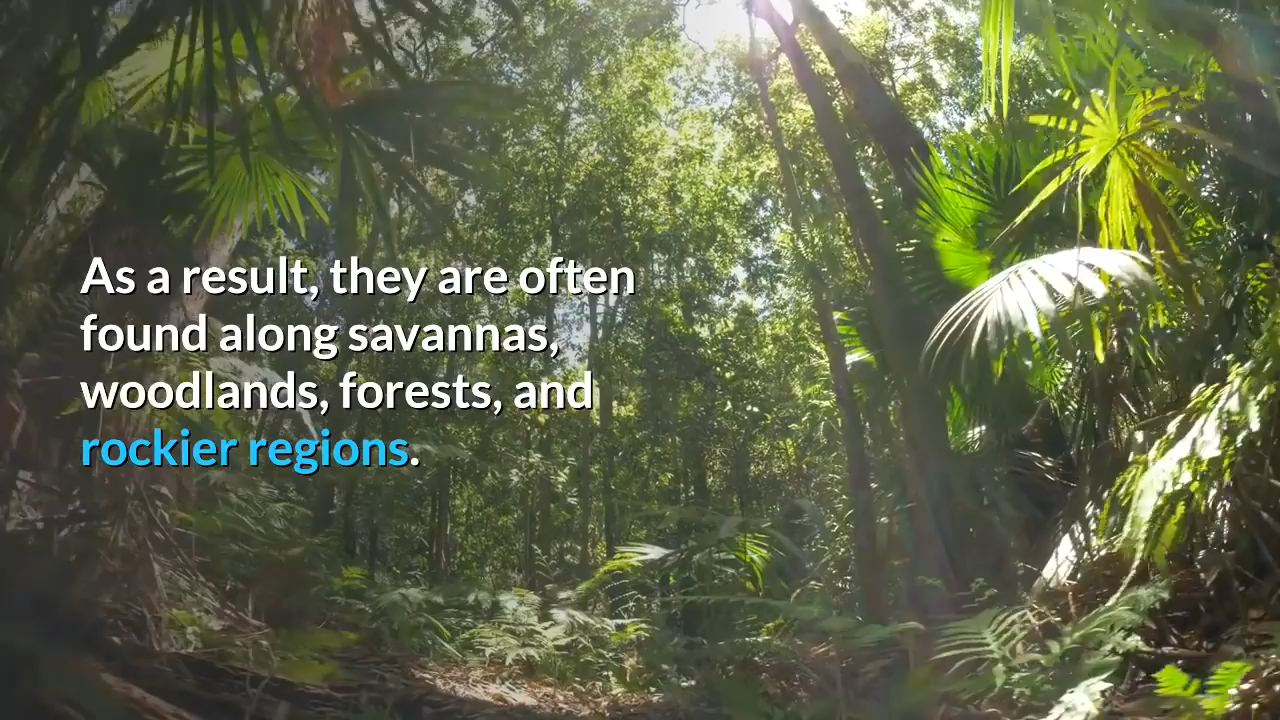 As a result, they are often
found along savannas,
woodlands, forests, and
rockier regions.